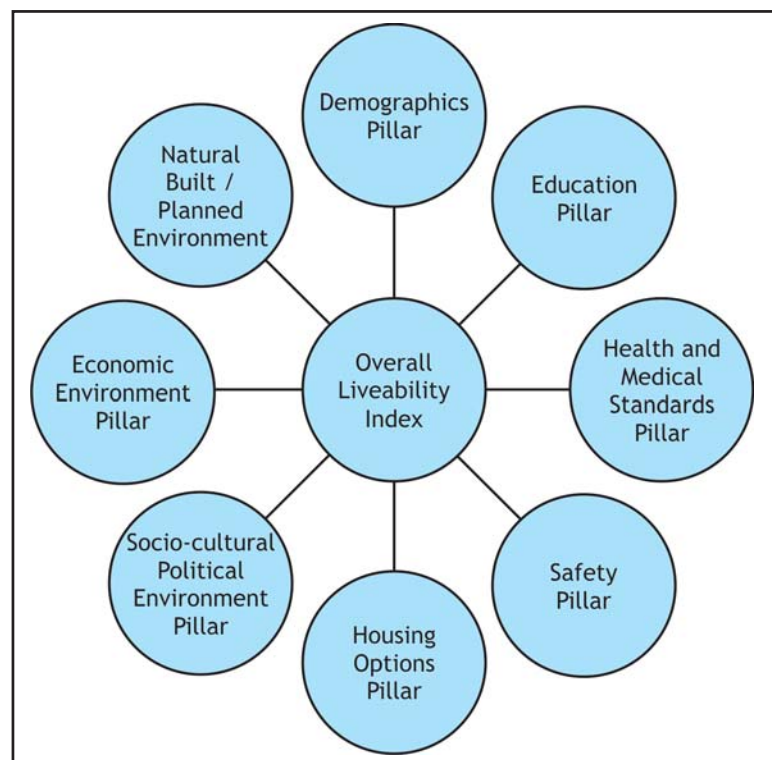 Demographics
Pillar
Education
Pillar
Health and
Medical
Standards
Pillar
Safety
Pillar
Housing
Options
Pillar
Socio-cultural
Political
Environment
Pillar
Economic
Environment
Pillar
Natural
Built /
Planned
Environment
Overall
Liveability
Index